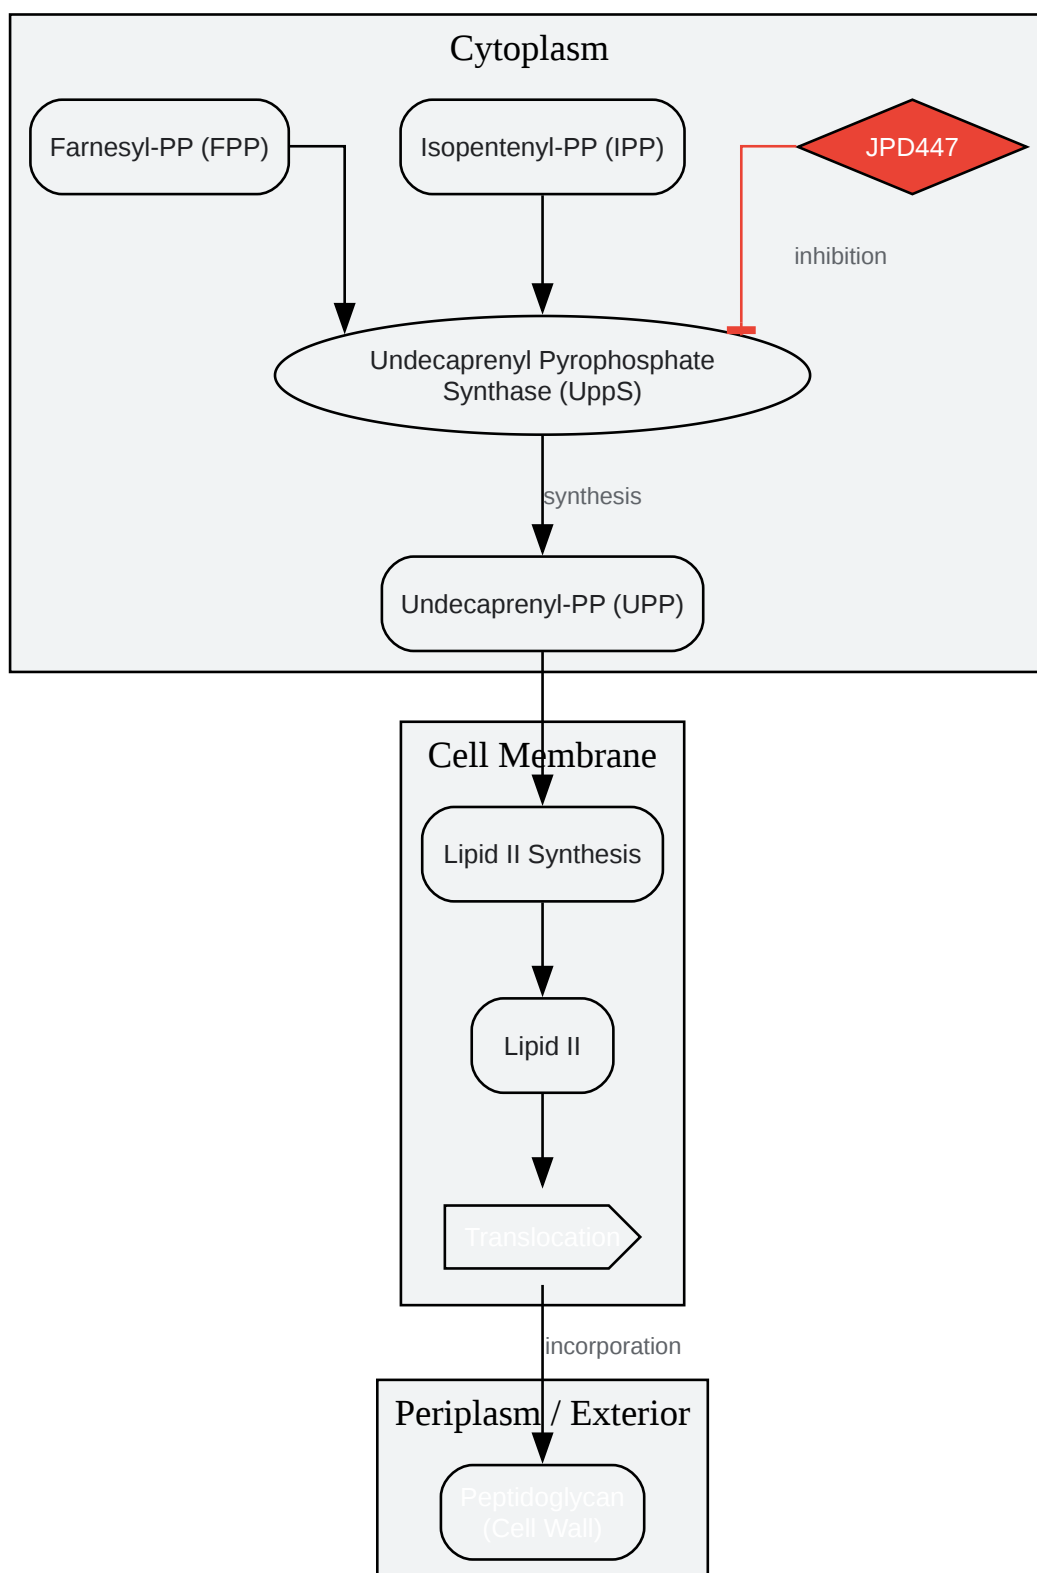 Cytoplasm
Farnesyl-PP (FPP)
Isopentenyl-PP (IPP)
JPD447
inhibition
Undecaprenyl Pyrophosphate
Synthase (UppS)
synthesis
Undecaprenyl-PP (UPP)
Cell Membrane
Lipid II Synthesis
Lipid II
Translocation
incorporation
Periplasm / Exterior
Peptidoglycan
(Cell Wall)